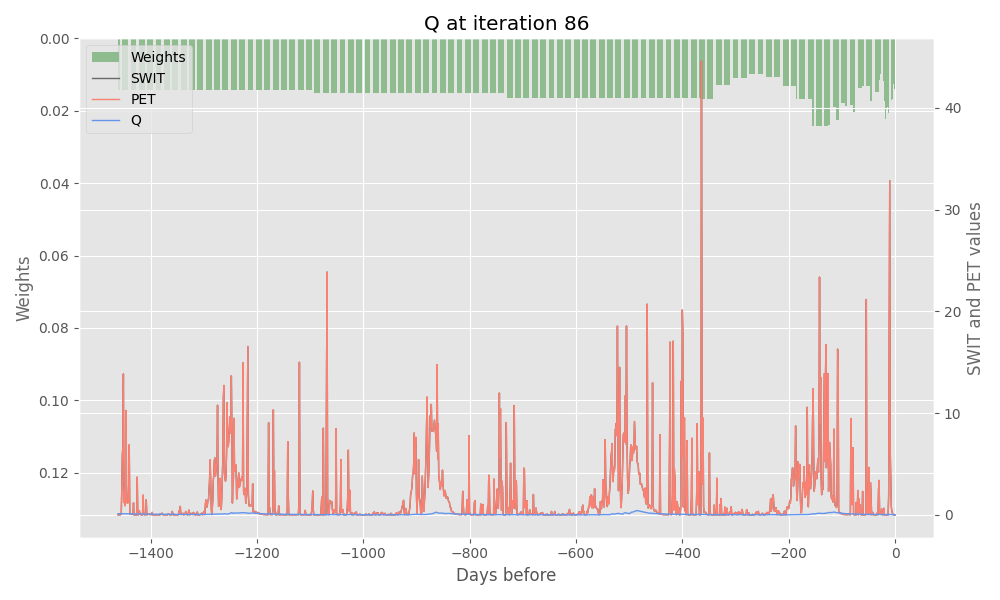 Q at iteration 86
Weights
SWIT
PET
Q
0.00
0.02
0.04
0.06
0.08
0.10
0.12
Weights
40
30
20
10
0
SWIT and PET values
−1400
−1200
−1000
−800
−600
−400
−200
0
Days before